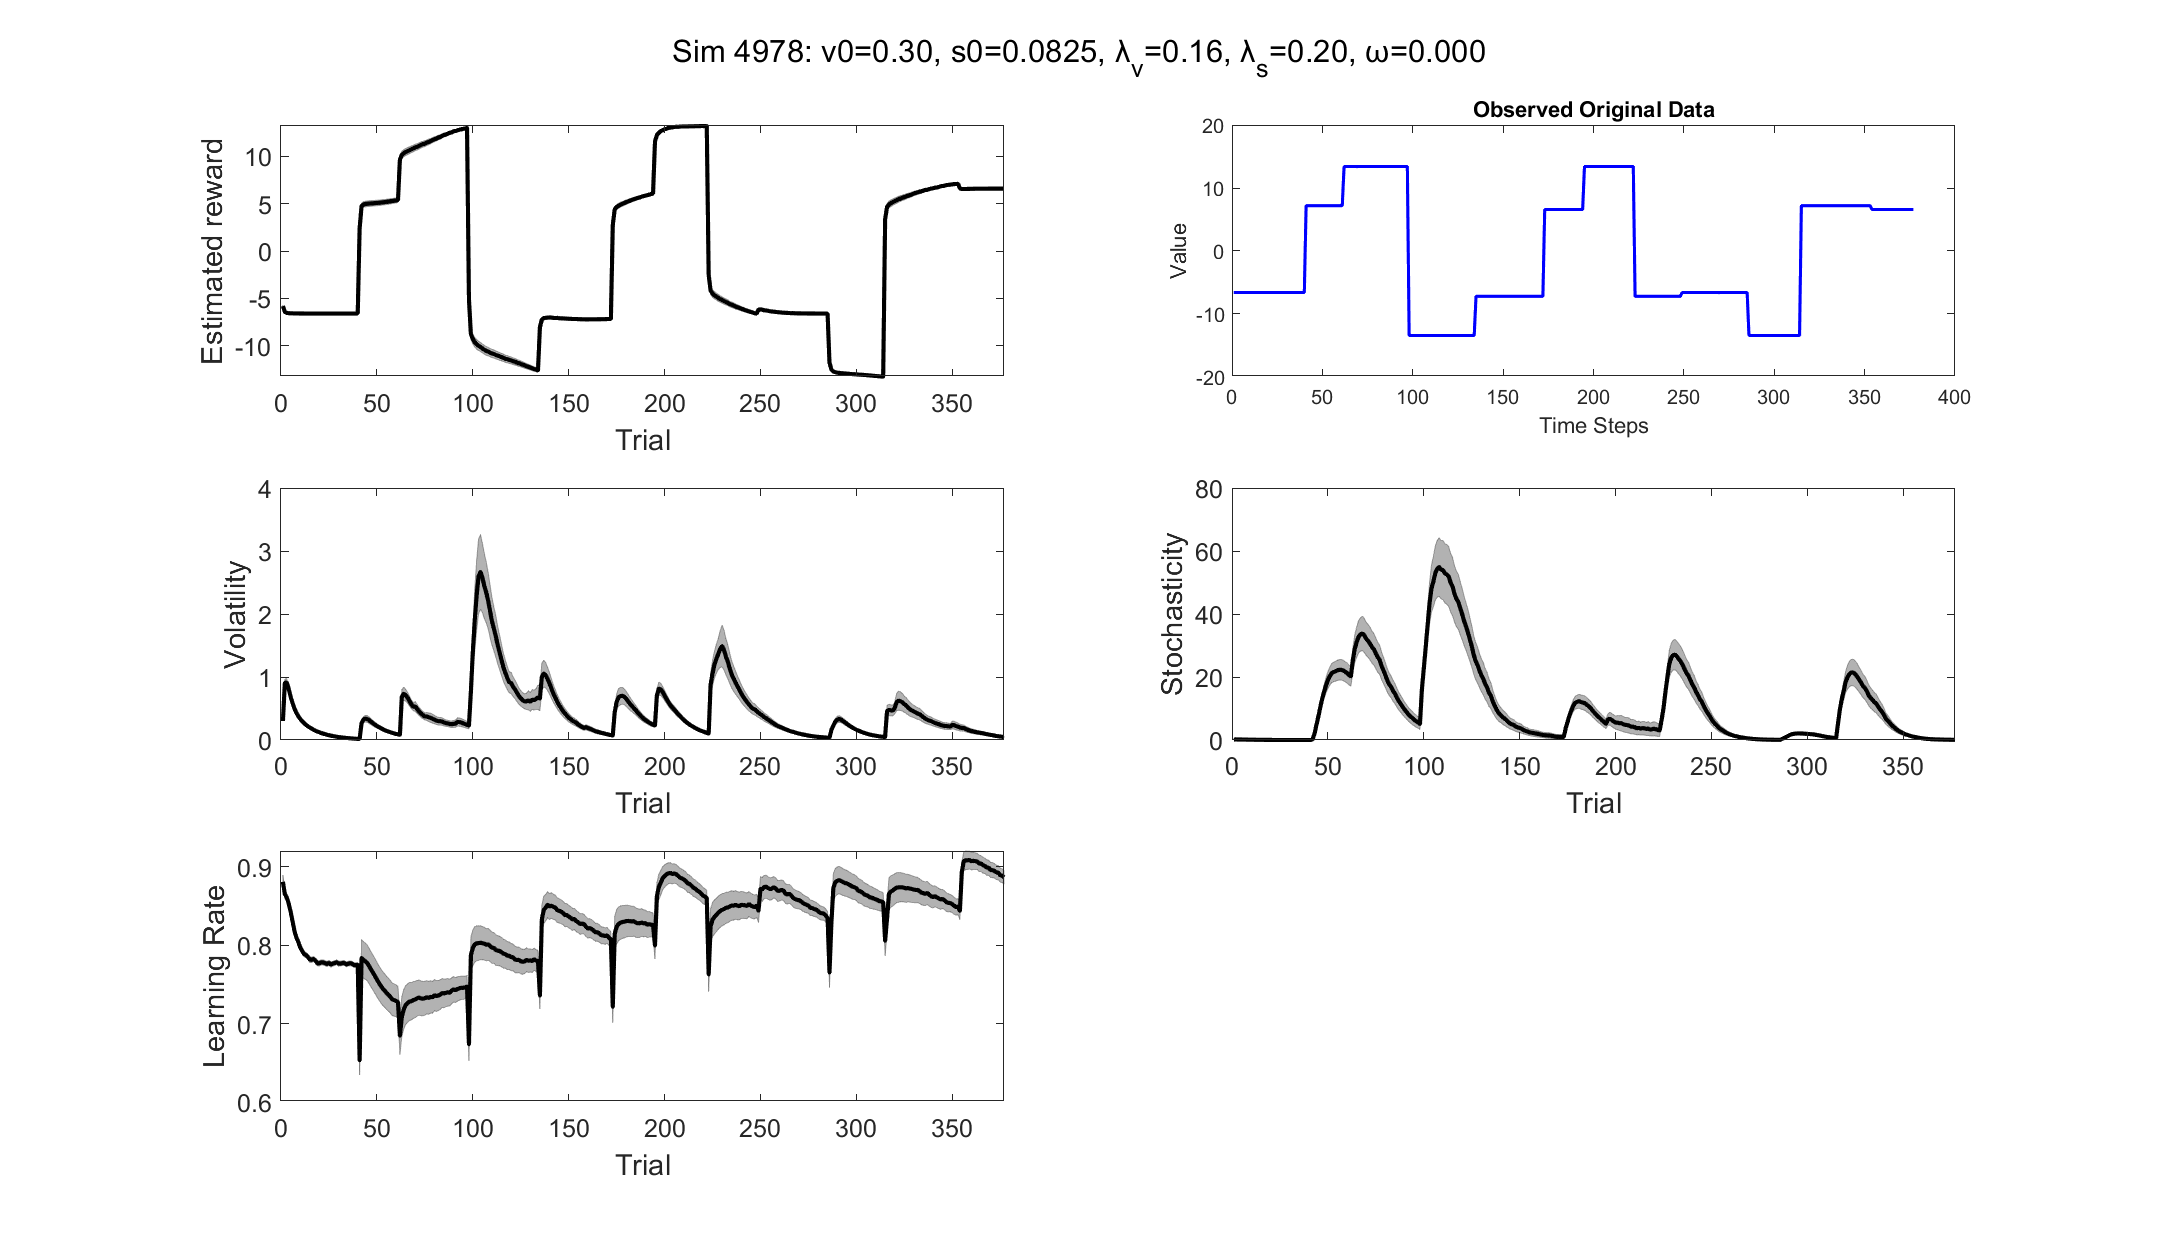 Sim 4978: v0=0.30, s0=0.0825, λv=0.16, λs=0.20, ω=0.000
Estimated reward
10
5
0
-5
-10
0 50 100 150 200 250 300 350
Trial
Observed Original Data
Value
20
10
0
-10
-20
0 50 100 150 200 250 300 350 400
Time Steps
Volatility
4
3
2
1
0
0 50 100 150 200 250 300 350
Trial
Stochasticity
80
60
40
20
0
0 50 100 150 200 250 300 350
Trial
Learning Rate
0.9
0.8
0.7
0.6
0 50 100 150 200 250 300 350
Trial